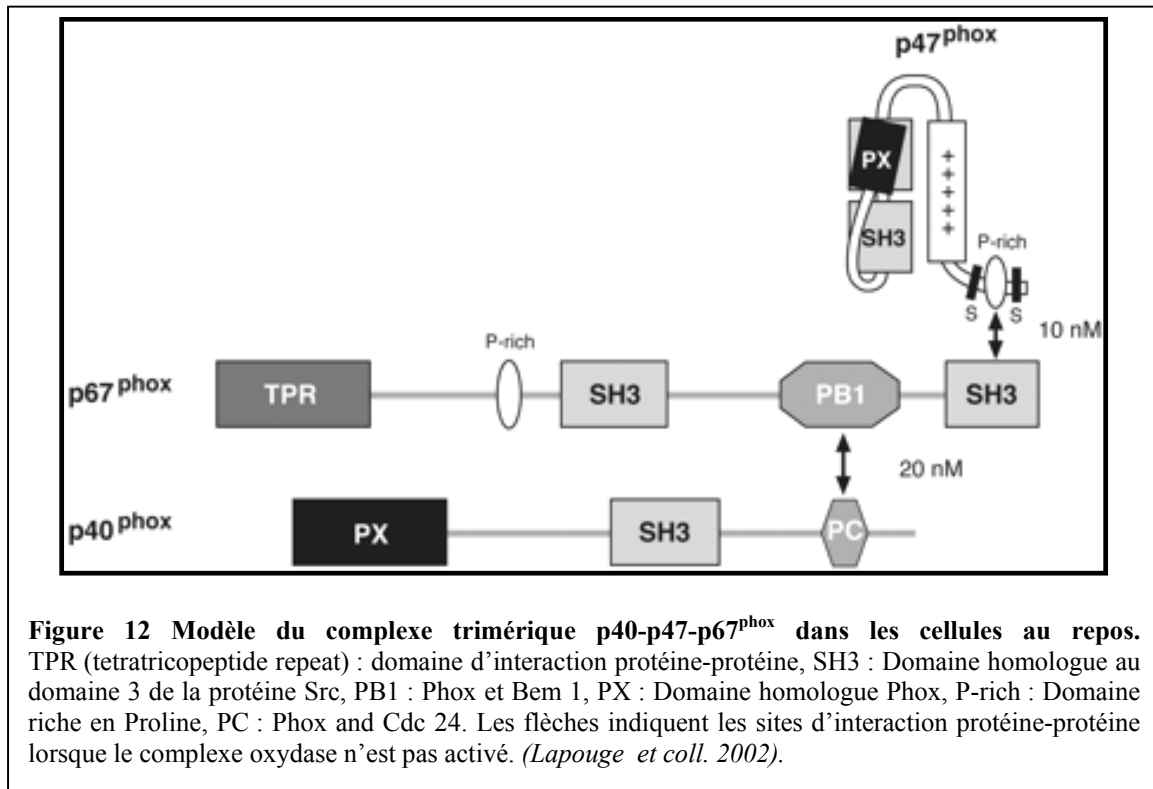 p47phox
PX
+
+
+
+
+
SH3
P-rich
S
S
10 nM
P-rich
p67phox
TPR
SH3
PB1
SH3
20 nM
p40phox
PX
SH3
PC
Figure 12 Modèle du complexe trimérique p40-p47-p67phox dans les cellules au repos.
TPR (tetratricopeptide repeat) : domaine d’interaction protéine-protéine, SH3 : Domaine homologue au
domaine 3 de la protéine Src, PB1 : Phox et Bem 1, PX : Domaine homologue Phox, P-rich : Domaine
riche en Proline, PC : Phox and Cdc 24. Les flèches indiquent les sites d’interaction protéine-protéine
lorsque le complexe oxydase n’est pas activé. (Lapouge et coll. 2002).